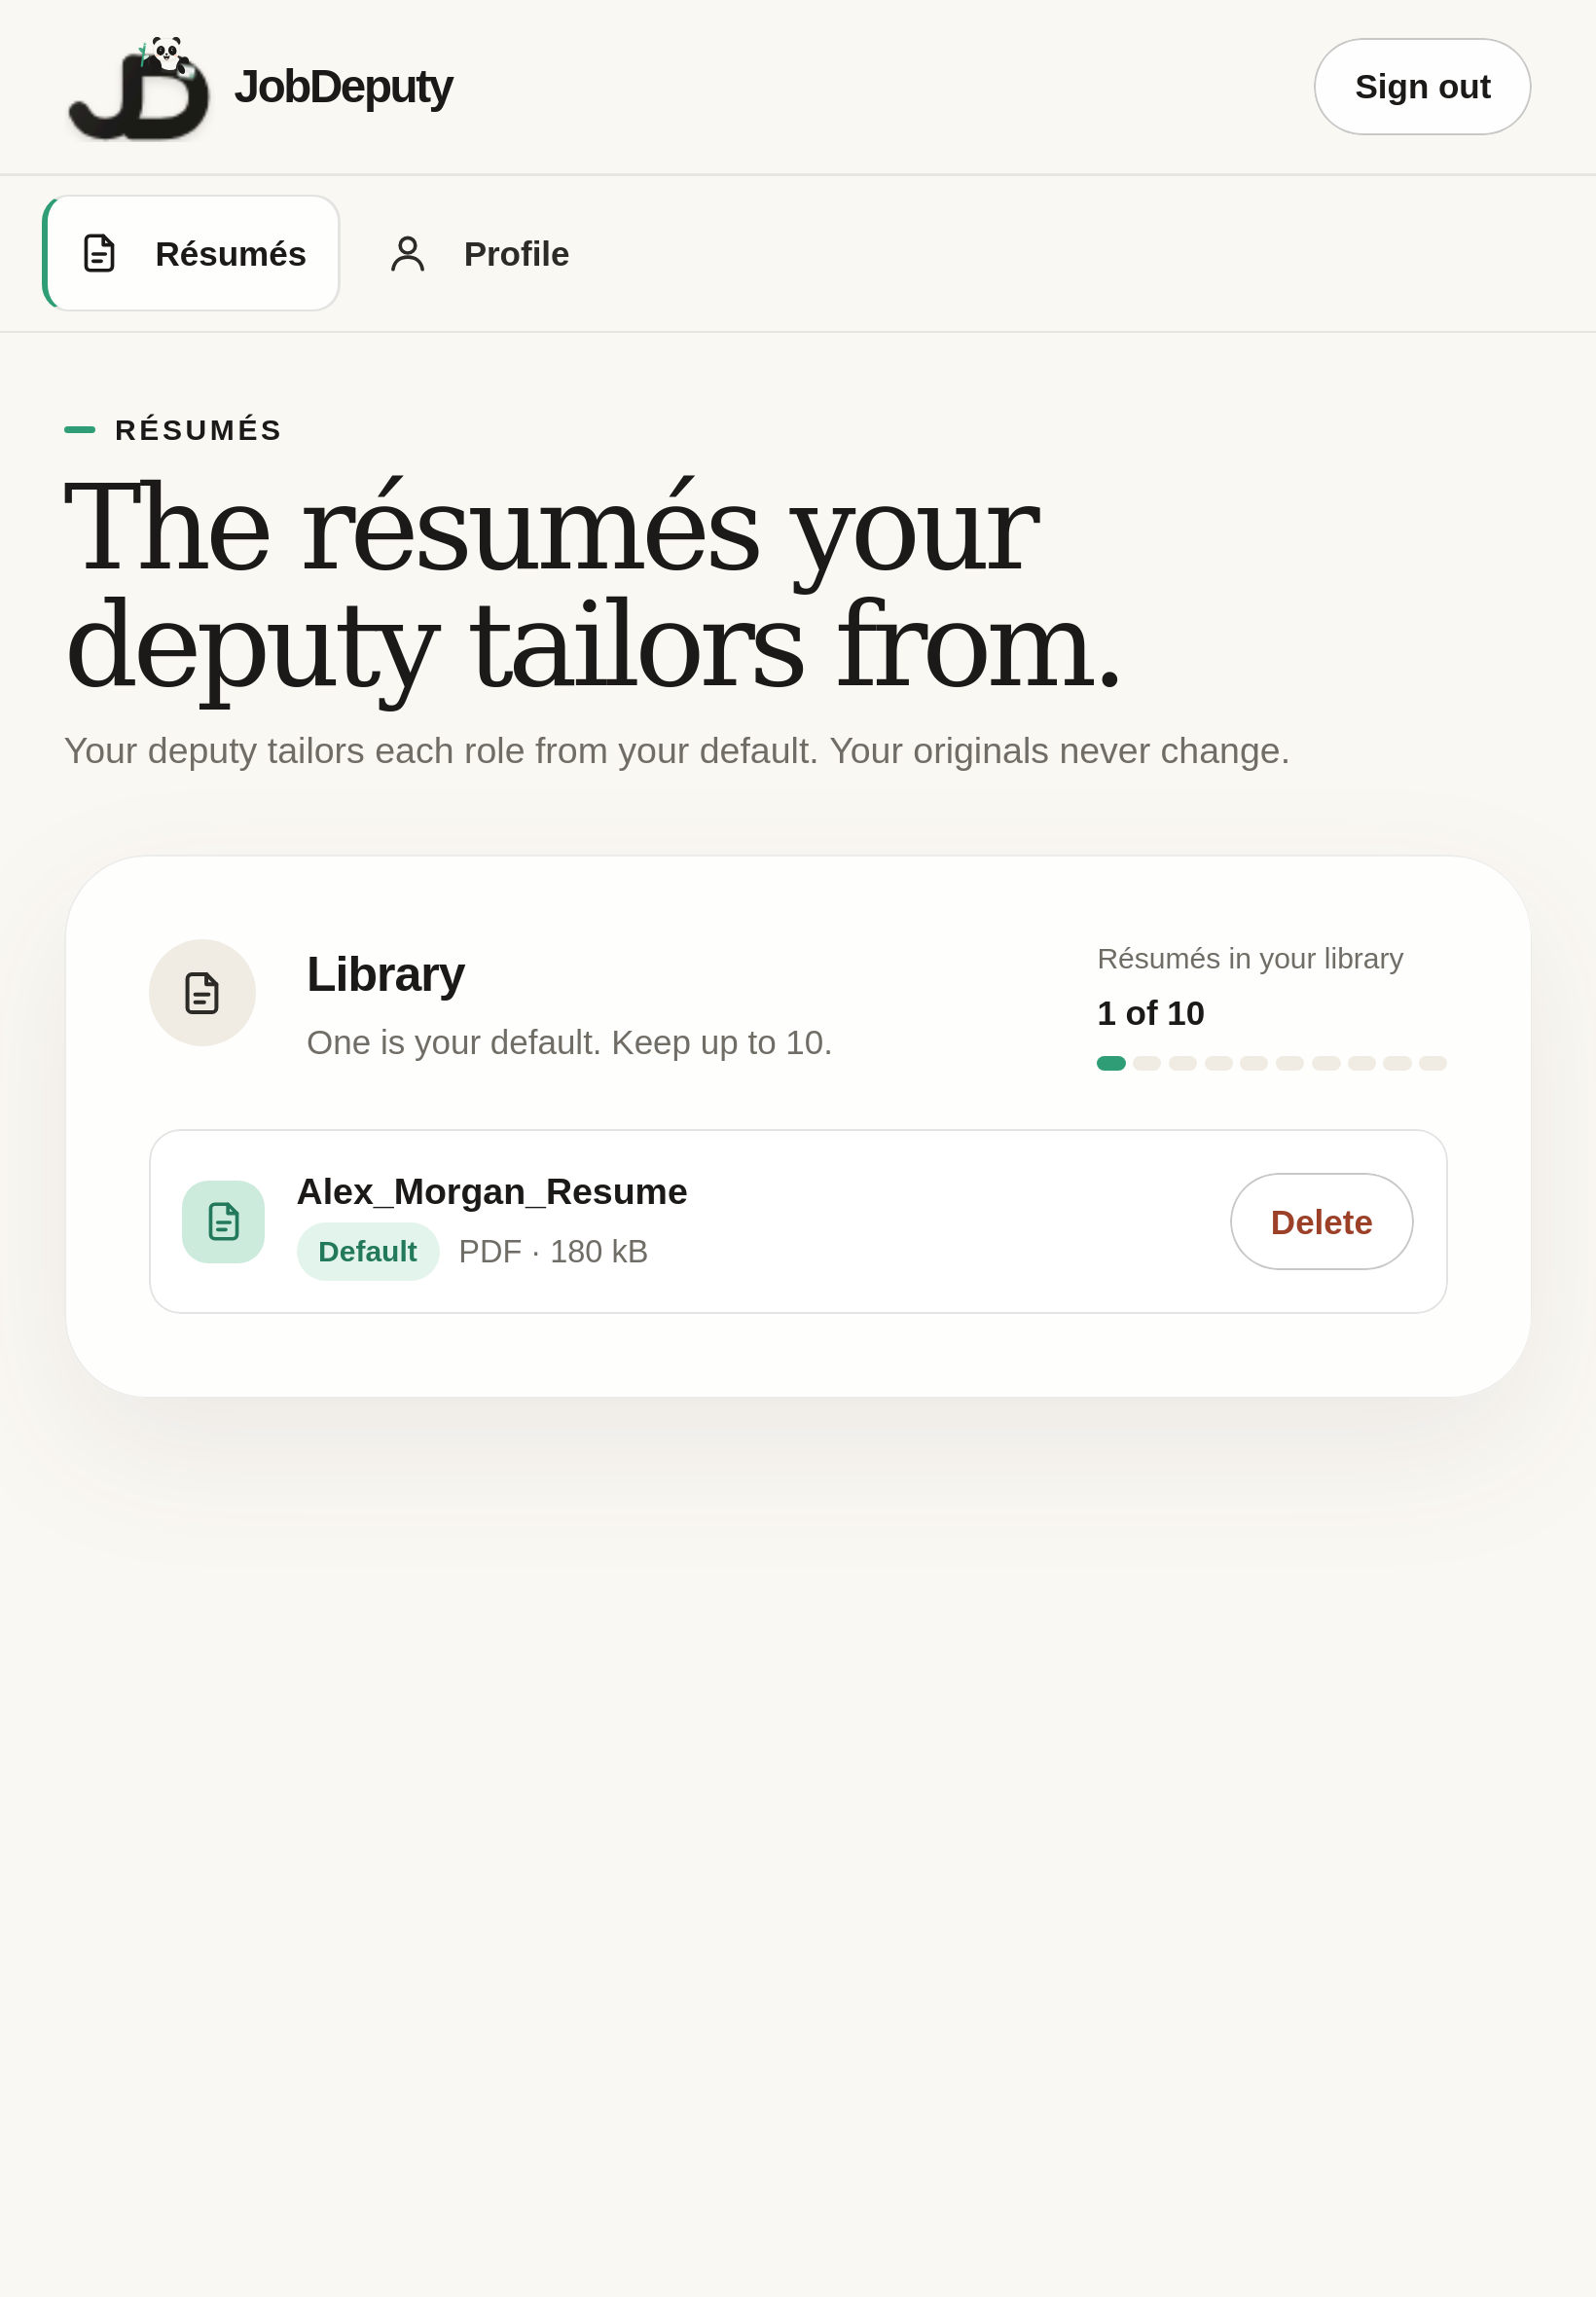 JobDeputy
Sign out
Résumés
Profile
RÉSUMÉS
The résumés your
deputy tailors from.
Your deputy tailors each role from your default. Your originals never change.
Library
One is your default. Keep up to 10.
Résumés in your library
1 of 10
Alex_Morgan_Resume
Default
PDF · 180 kB
Delete